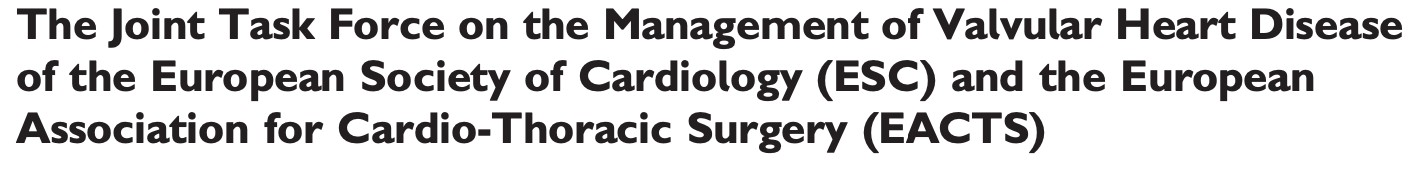 The Joint Task Force on the Management of Valvular Heart Disease
of the European Society of Cardiology (ESC) and the European
Association for Cardio-Thoracic Surgery (EACTS)